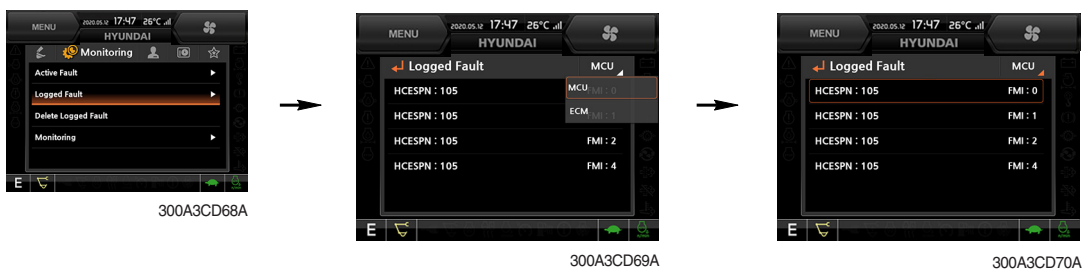 MENU 2020.05.12 17:47 26°C
HYUNDAI
Monitoring
Active Fault
Logged Fault
Delete Logged Fault
Monitoring
E
300A3CD68A
MENU 2020.05.12 17:47 26°C
HYUNDAI
Logged Fault MCU
HCESPN : 105 FMI : 0
HCESPN : 105 FMI : 1
HCESPN : 105 FMI : 2
HCESPN : 105 FMI : 4
MCU
ECM
E
300A3CD69A
MENU 2020.05.12 17:47 26°C
HYUNDAI
Logged Fault MCU
HCESPN : 105 FMI : 0
HCESPN : 105 FMI : 1
HCESPN : 105 FMI : 2
HCESPN : 105 FMI : 4
E
300A3CD70A